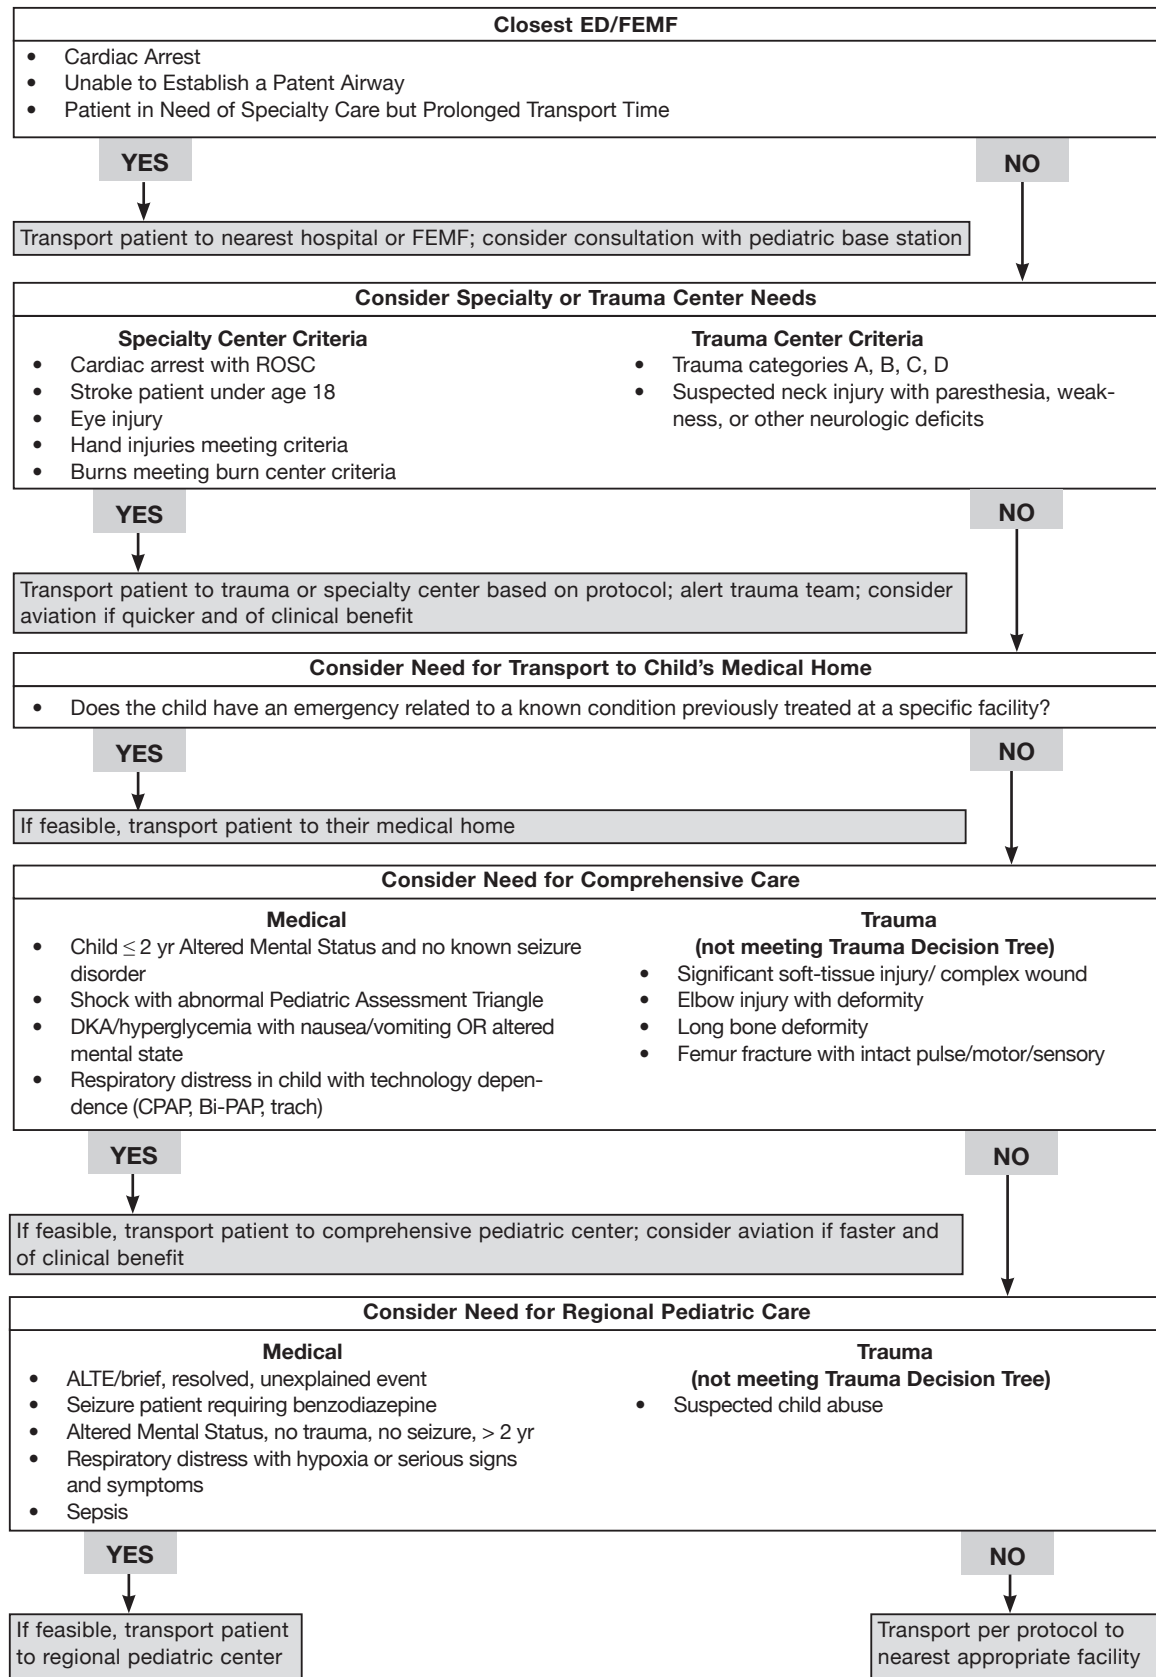 Closest ED/FEMF
• Cardiac Arrest
• Unable to Establish a Patent Airway
• Patient in Need of Specialty Care but Prolonged Transport Time
YES
NO
Transport patient to nearest hospital or FEMF; consider consultation with pediatric base station
Consider Specialty or Trauma Center Needs
Specialty Center Criteria
• Cardiac arrest with ROSC
• Stroke patient under age 18
• Eye injury
• Hand injuries meeting criteria
• Burns meeting burn center criteria
Trauma Center Criteria
• Trauma categories A, B, C, D
• Suspected neck injury with paresthesia, weak-
ness, or other neurologic deficits
YES
NO
Transport patient to trauma or specialty center based on protocol; alert trauma team; consider
aviation if quicker and of clinical benefit
Consider Need for Transport to Child's Medical Home
• Does the child have an emergency related to a known condition previously treated at a specific facility?
YES
NO
If feasible, transport patient to their medical home
Consider Need for Comprehensive Care
Medical
• Child ≤ 2 yr Altered Mental Status and no known seizure
disorder
• Shock with abnormal Pediatric Assessment Triangle
• DKA/hyperglycemia with nausea/vomiting OR altered
mental state
• Respiratory distress in child with technology depen-
dence (CPAP, Bi-PAP, trach)
Trauma
(not meeting Trauma Decision Tree)
• Significant soft-tissue injury/ complex wound
• Elbow injury with deformity
• Long bone deformity
• Femur fracture with intact pulse/motor/sensory
YES
NO
If feasible, transport patient to comprehensive pediatric center; consider aviation if faster and
of clinical benefit
Consider Need for Regional Pediatric Care
Medical
• ALTE/brief, resolved, unexplained event
• Seizure patient requiring benzodiazepine
• Altered Mental Status, no trauma, no seizure, > 2 yr
• Respiratory distress with hypoxia or serious signs
and symptoms
• Sepsis
Trauma
(not meeting Trauma Decision Tree)
• Suspected child abuse
YES
NO
If feasible, transport patient
to regional pediatric center
Transport per protocol to
nearest appropriate facility